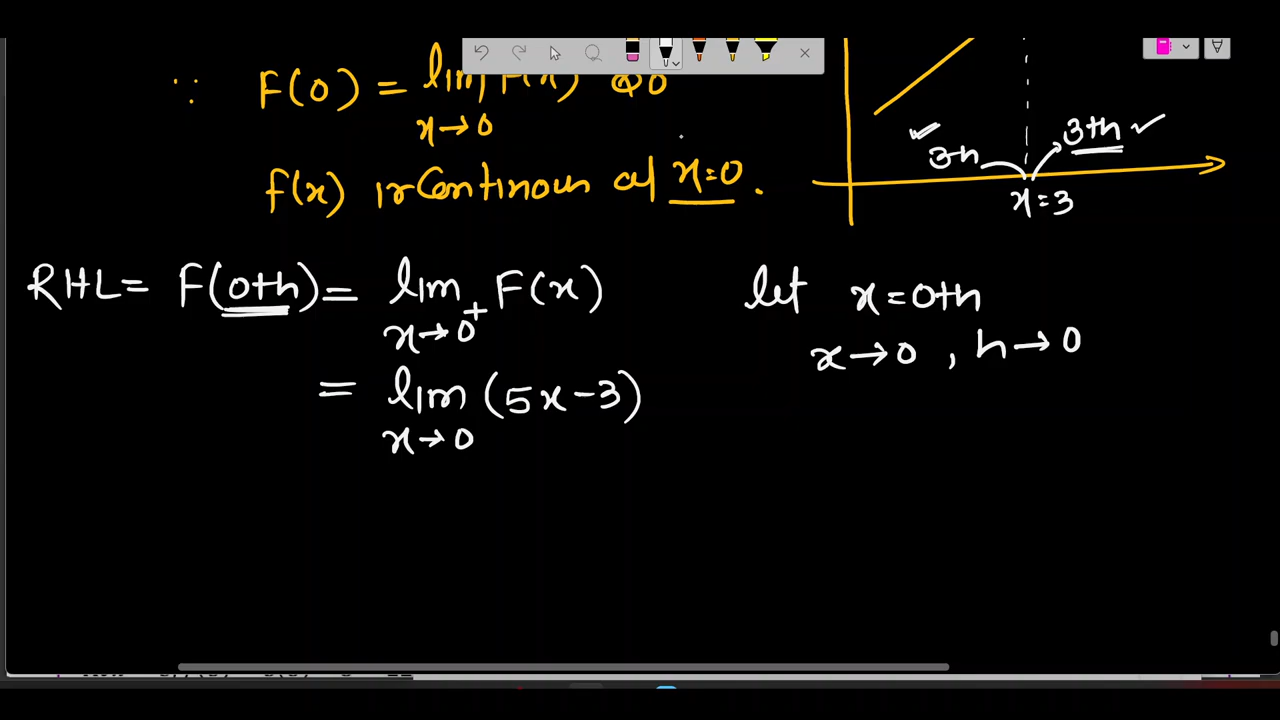 ∵ F(0) = lim F(x)
x→0
f(x) is continous at x=0.
3-h
3+h
x=3
RHL= F(0+h) = lim F(x)
x→0⁺
let x=0+h
x→0 , h→0
= lim (5x-3)
x→0